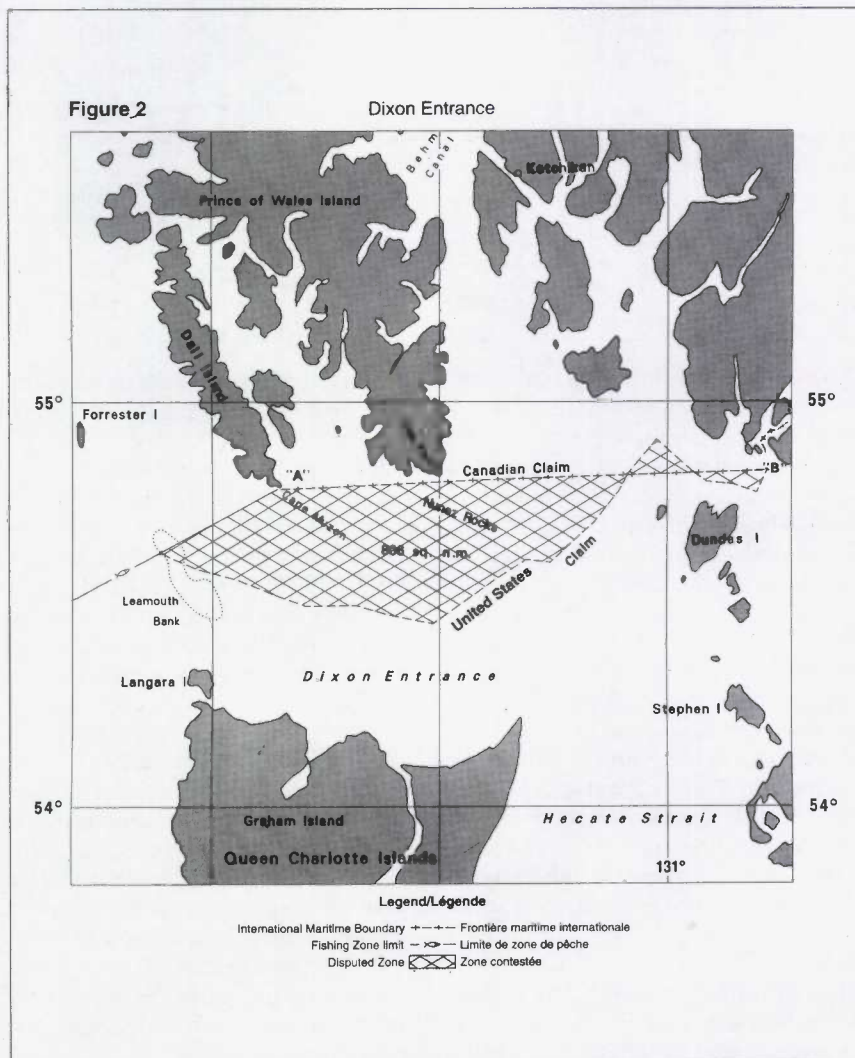 Figure 2
Dixon Entrance
Behm
Canal
Ketchikan
Prince of Wales Island
Dall Island
55°
55°
Forrester I
"A"
Canadian Claim
"B"
Cape Muzon
Nunez Rocks
Dundas I
sq. n.m.
United States Claim
Learmouth
Bank
Langara I
Dixon Entrance
Stephen I
54°
54°
Graham Island
Hecate Strait
Queen Charlotte Islands
131°
Legend/Légende
International Maritime Boundary Frontière maritime internationale
Fishing Zone limit Limite de zone de pêche
Disputed Zone Zone contestée